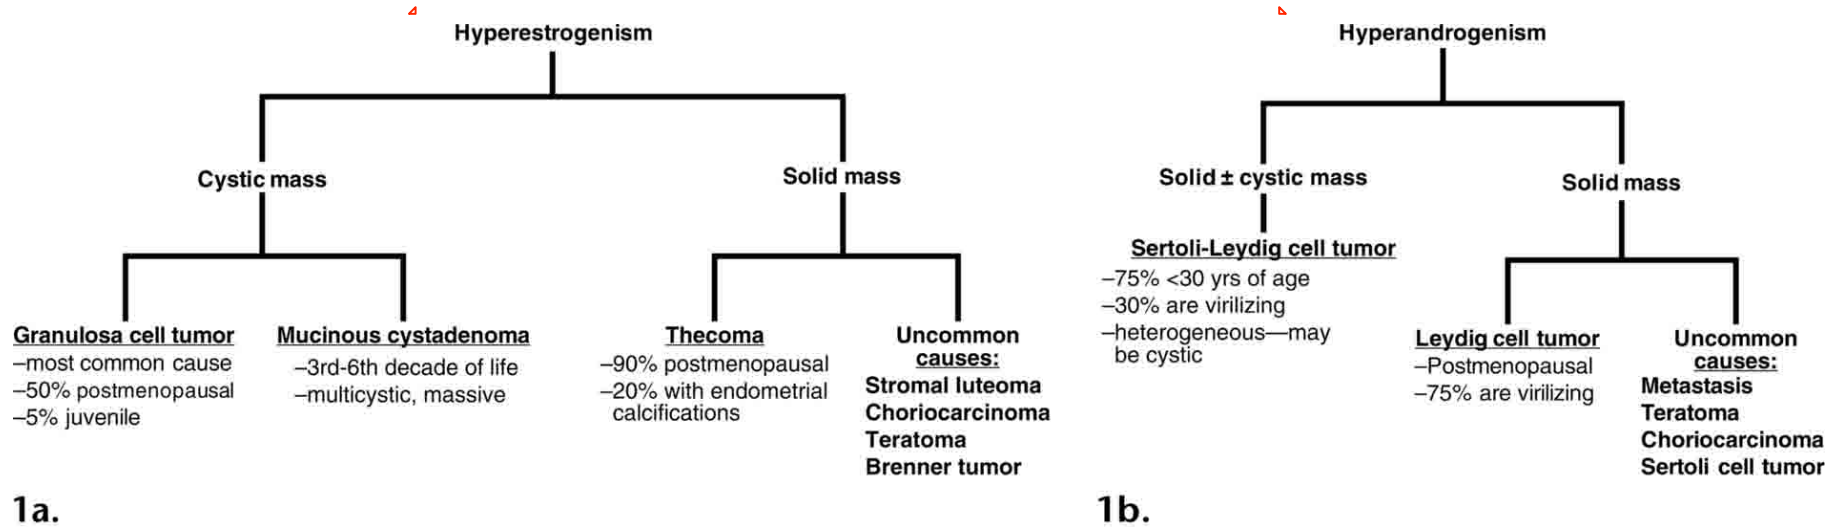 Hyperestrogenism
Cystic mass
Solid mass
Granulosa cell tumor
–most common cause
–50% postmenopausal
–5% juvenile
Mucinous cystadenoma
–3rd-6th decade of life
–multicystic, massive
Thecoma
–90% postmenopausal
–20% with endometrial
calcifications
Uncommon
causes:
Stromal luteoma
Choriocarcinoma
Teratoma
Brenner tumor
1a.
Hyperandrogenism
Solid ± cystic mass
Solid mass
Sertoli-Leydig cell tumor
–75% <30 yrs of age
–30% are virilizing
–heterogeneous—may
be cystic
Leydig cell tumor
–Postmenopausal
–75% are virilizing
Uncommon
causes:
Metastasis
Teratoma
Choriocarcinoma
Sertoli cell tumor
1b.